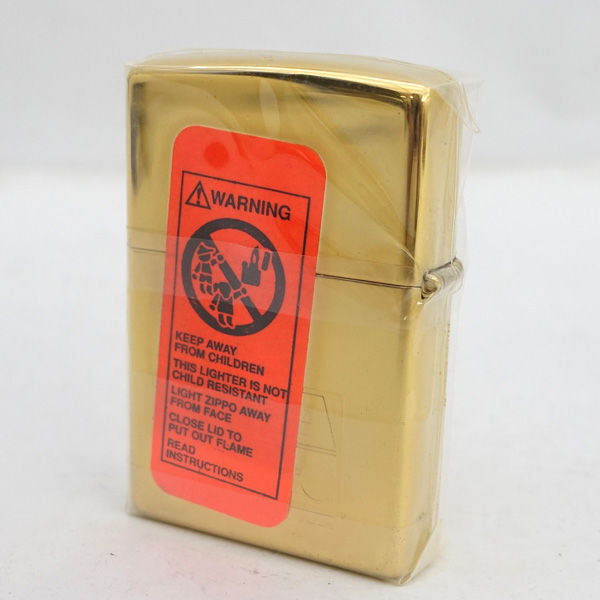 WARNING
KEEP AWAY
FROM CHILDREN
THIS LIGHTER IS NOT
CHILD RESISTANT
LIGHT ZIPPO AWAY
FROM FACE
CLOSE LID TO
PUT OUT FLAME
READ
INSTRUCTIONS